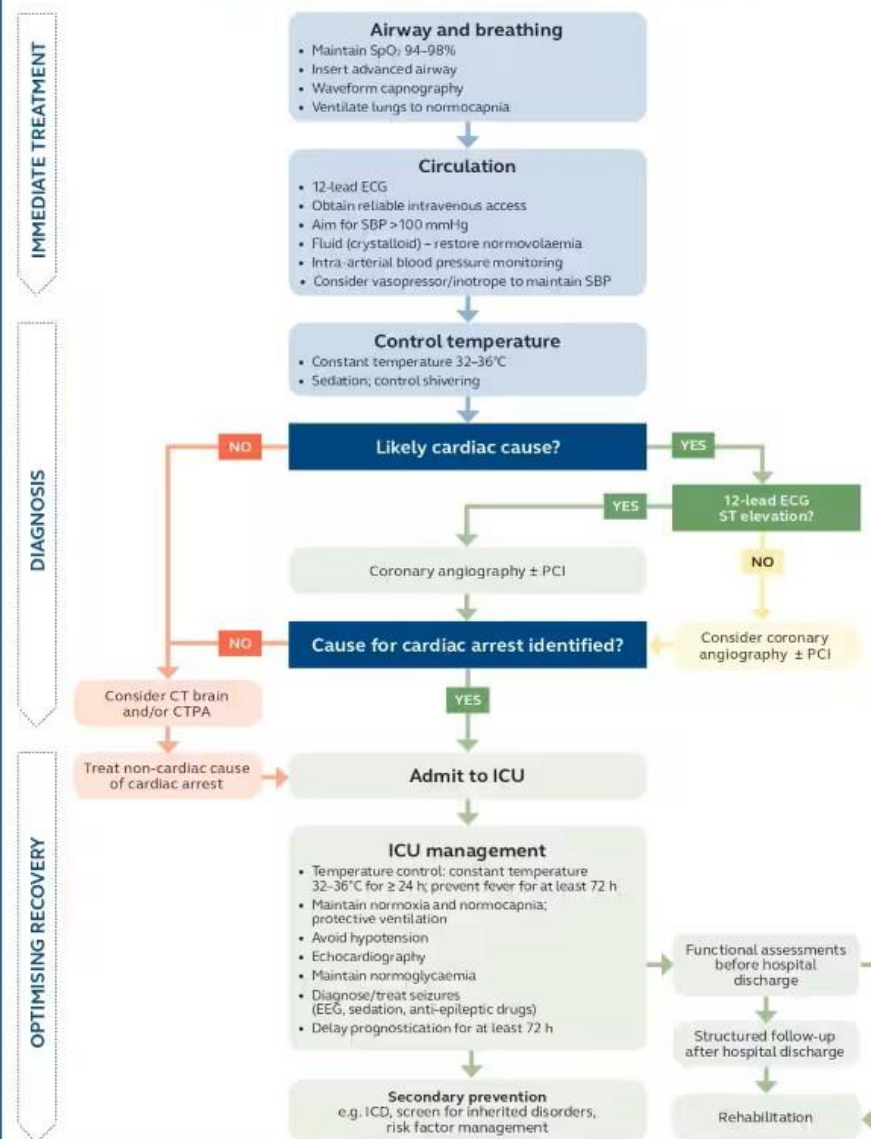 IMMEDIATE TREATMENT
Airway and breathing
• Maintain SpO₂ 94–98%
• Insert advanced airway
• Waveform capnography
• Ventilate lungs to normocapnia
Circulation
• 12-lead ECG
• Obtain reliable intravenous access
• Aim for SBP >100 mmHg
• Fluid (crystalloid) – restore normovolaemia
• Intra-arterial blood pressure monitoring
• Consider vasopressor/inotrope to maintain SBP
Control temperature
• Constant temperature 32–36°C
• Sedation; control shivering
DIAGNOSIS
NO
Likely cardiac cause?
YES
12-lead ECG
ST elevation?
YES
NO
Coronary angiography ± PCI
Consider coronary
angiography ± PCI
NO
Cause for cardiac arrest identified?
YES
Consider CT brain
and/or CTPA
Treat non-cardiac cause
of cardiac arrest
OPTIMISING RECOVERY
Admit to ICU
ICU management
• Temperature control: constant temperature
32–36°C for ≥ 24 h; prevent fever for at least 72 h
• Maintain normoxia and normocapnia;
protective ventilation
• Avoid hypotension
• Echocardiography
• Maintain normoglycaemia
• Diagnose/treat seizures
(EEG, sedation, anti-epileptic drugs)
• Delay prognostication for at least 72 h
Functional assessments
before hospital
discharge
Structured follow-up
after hospital discharge
Rehabilitation
Secondary prevention
e.g. ICD, screen for inherited disorders,
risk factor management